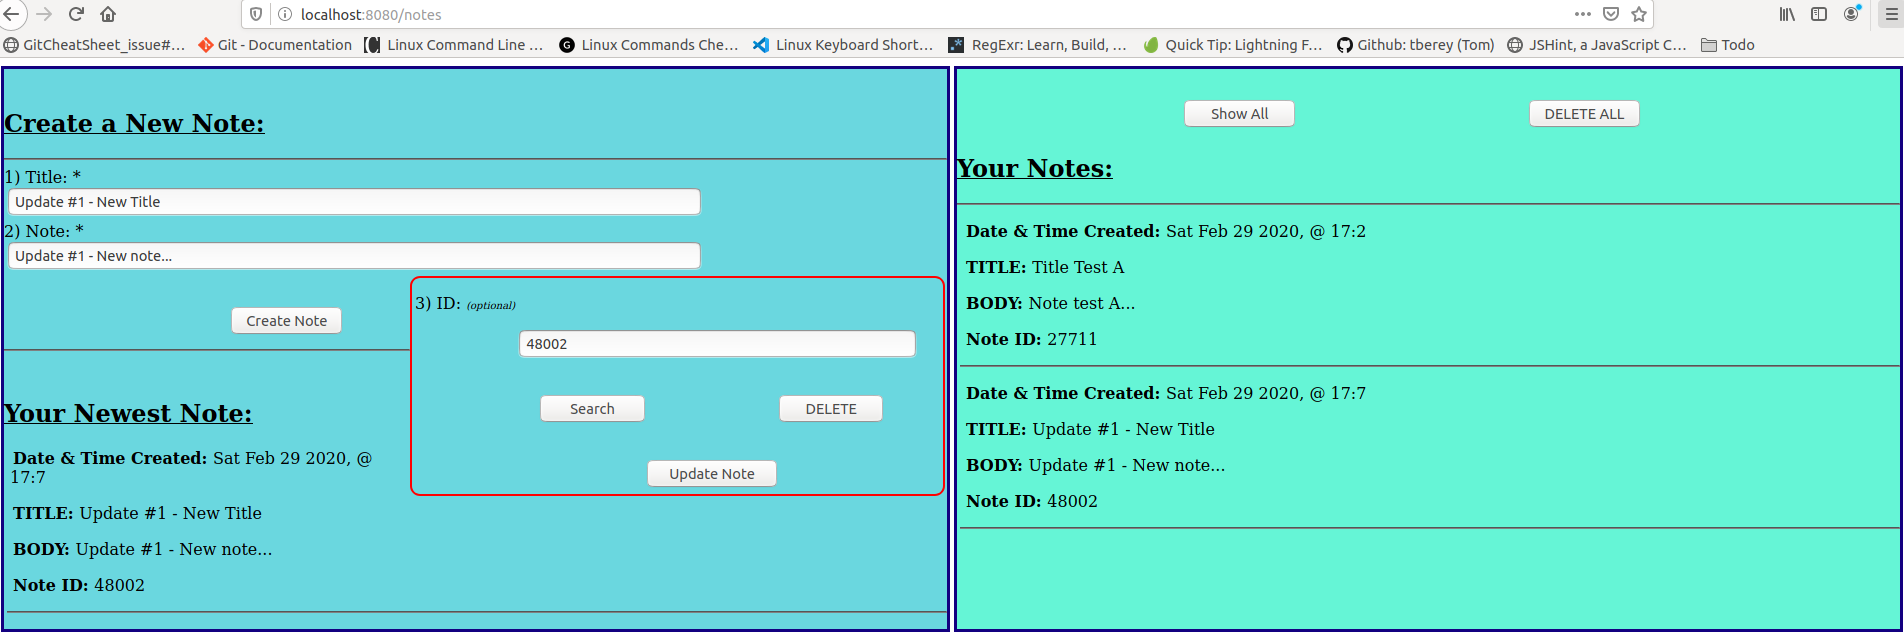 localhost:8080/notes
GitCheatSheet_issue#...
Git - Documentation
Linux Command Line ...
Linux Commands Che...
Linux Keyboard Short...
RegExr: Learn, Build, ...
Quick Tip: Lightning F...
Github: tberey (Tom)
JSHint, a JavaScript C...
Todo
Create a New Note:
1) Title: *
Update #1 - New Title
2) Note: *
Update #1 - New note...
Create Note
3) ID: (optional)
48002
Search
DELETE
Update Note
Your Newest Note:
Date & Time Created: Sat Feb 29 2020, @
17:7
TITLE: Update #1 - New Title
BODY: Update #1 - New note...
Note ID: 48002
Show All
DELETE ALL
Your Notes:
Date & Time Created: Sat Feb 29 2020, @ 17:2
TITLE: Title Test A
BODY: Note test A...
Note ID: 27711
Date & Time Created: Sat Feb 29 2020, @ 17:7
TITLE: Update #1 - New Title
BODY: Update #1 - New note...
Note ID: 48002